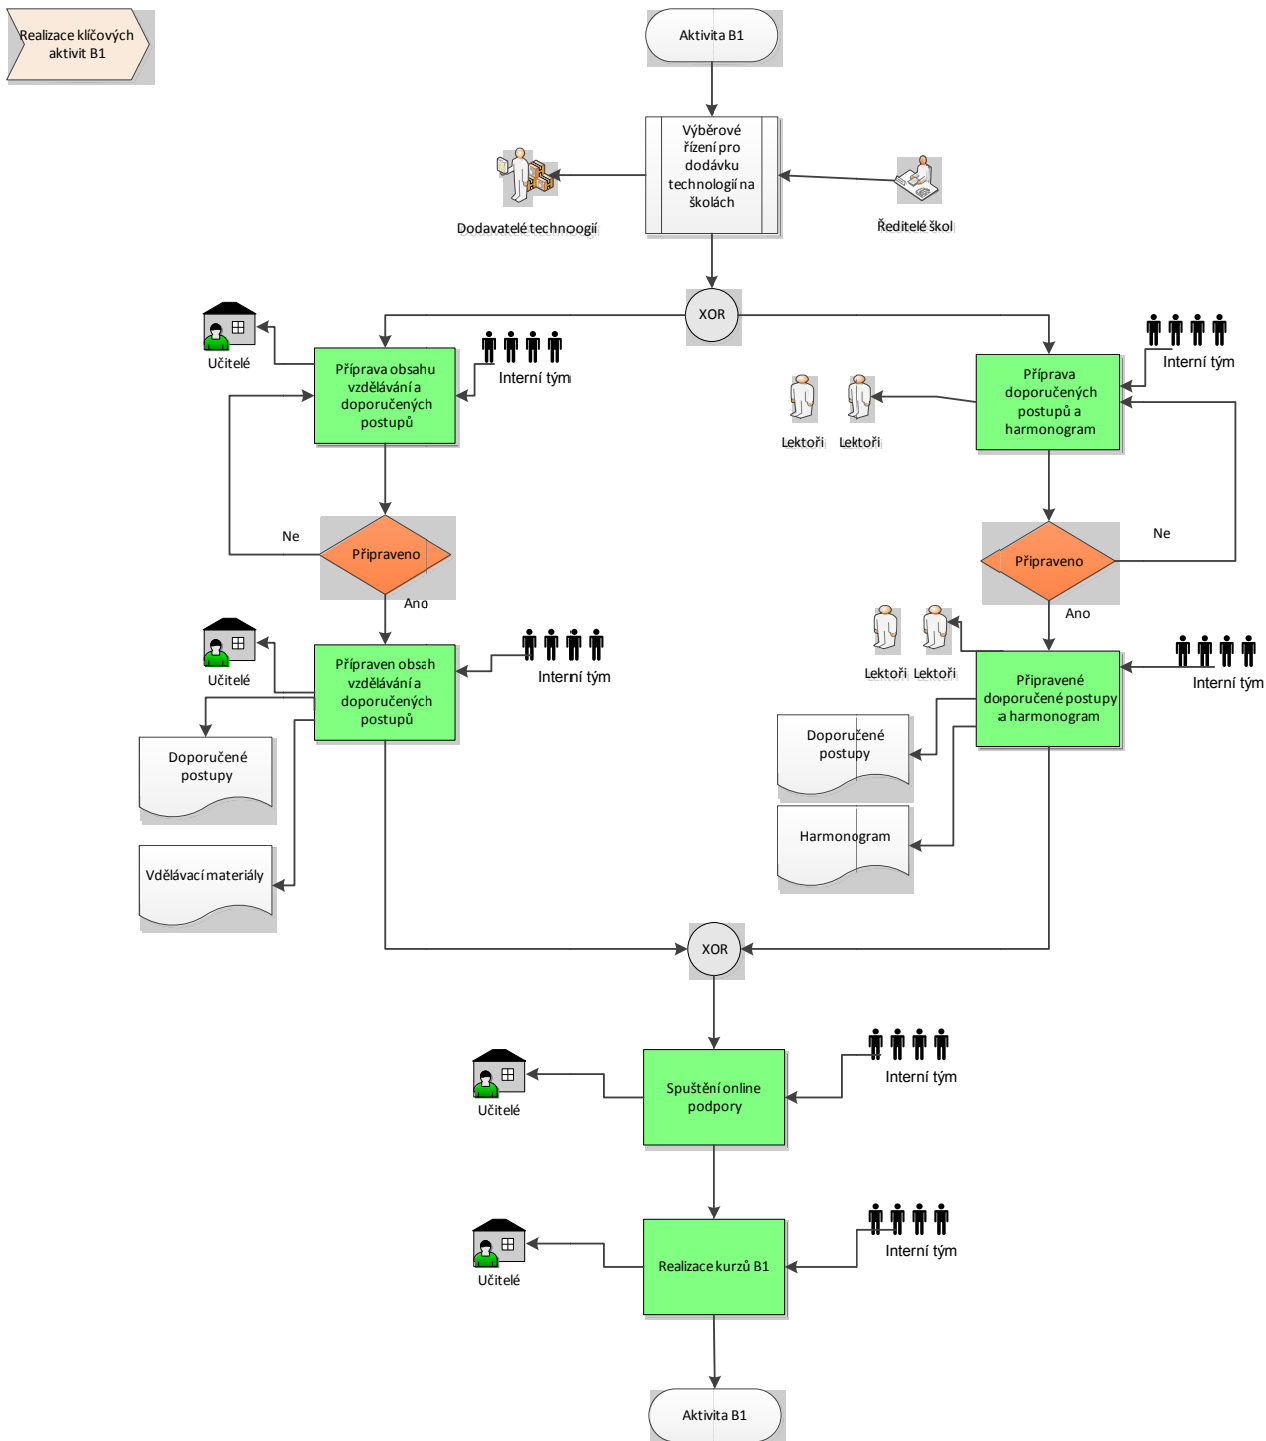 Realizace klíčových
aktivit B1
Aktivita B1
Výběrové
řízení pro
dodávku
technologií na
školách
Dodavatelé techno​ogií
Ředitelé škol
XOR
Učitelé
Interní tým
Příprava obsahu
vzdělávání a
doporučených
postupů
Interní tým
Příprava
doporučených
postupů a
harmonogram
Lektoři
Lektoři
Ne
Připraveno
Ano
Ne
Připraveno
Ano
Učitelé
Interní tým
Přípraven obsah
vzdělávání a
doporučených
postupů
Lektoři
Lektoři
Interní tým
Připravené
doporučené postupy
a harmonogram
Doporučené
postupy
Vdělávací materiály
Doporučené
postupy
Harmonogram
XOR
Interní tým
Spuštění online
podpory
Učitelé
Interní tým
Realizace kurzů B1
Učitelé
Aktivita B1